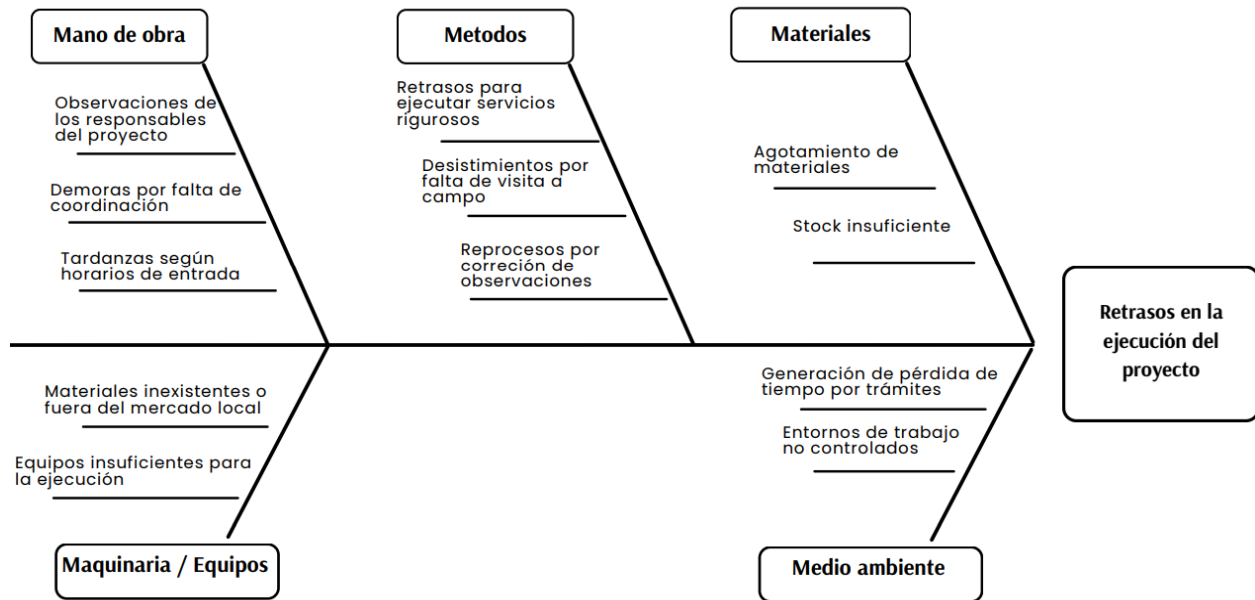 Mano de obra
Observaciones de
los responsables
del proyecto
Demoras por falta de
coordinación
Tardanzas según
horarios de entrada
Metodos
Retrasos para
ejecutar servicios
rigurosos
Desistimientos por
falta de visita a
campo
Reprocesos por
correción de
observaciones
Materiales
Agotamiento de
materiales
Stock insuficiente
Retrasos en la
ejecución del
proyecto
Materiales inexistentes o
fuera del mercado local
Equipos insuficientes para
la ejecución
Maquinaria / Equipos
Generación de pérdida de
tiempo por trámites
Entornos de trabajo
no controlados
Medio ambiente